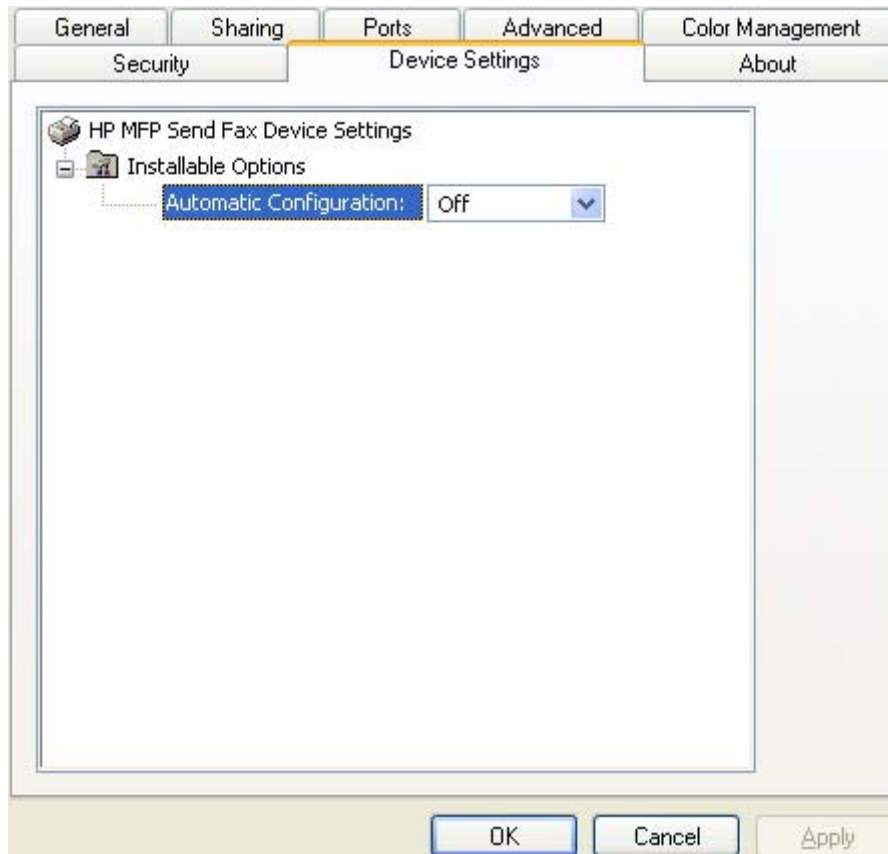 General Sharing Ports Advanced Color Management
Security Device Settings About
HP MFP Send Fax Device Settings
Installable Options
Automatic Configuration: Off
OK Cancel Apply